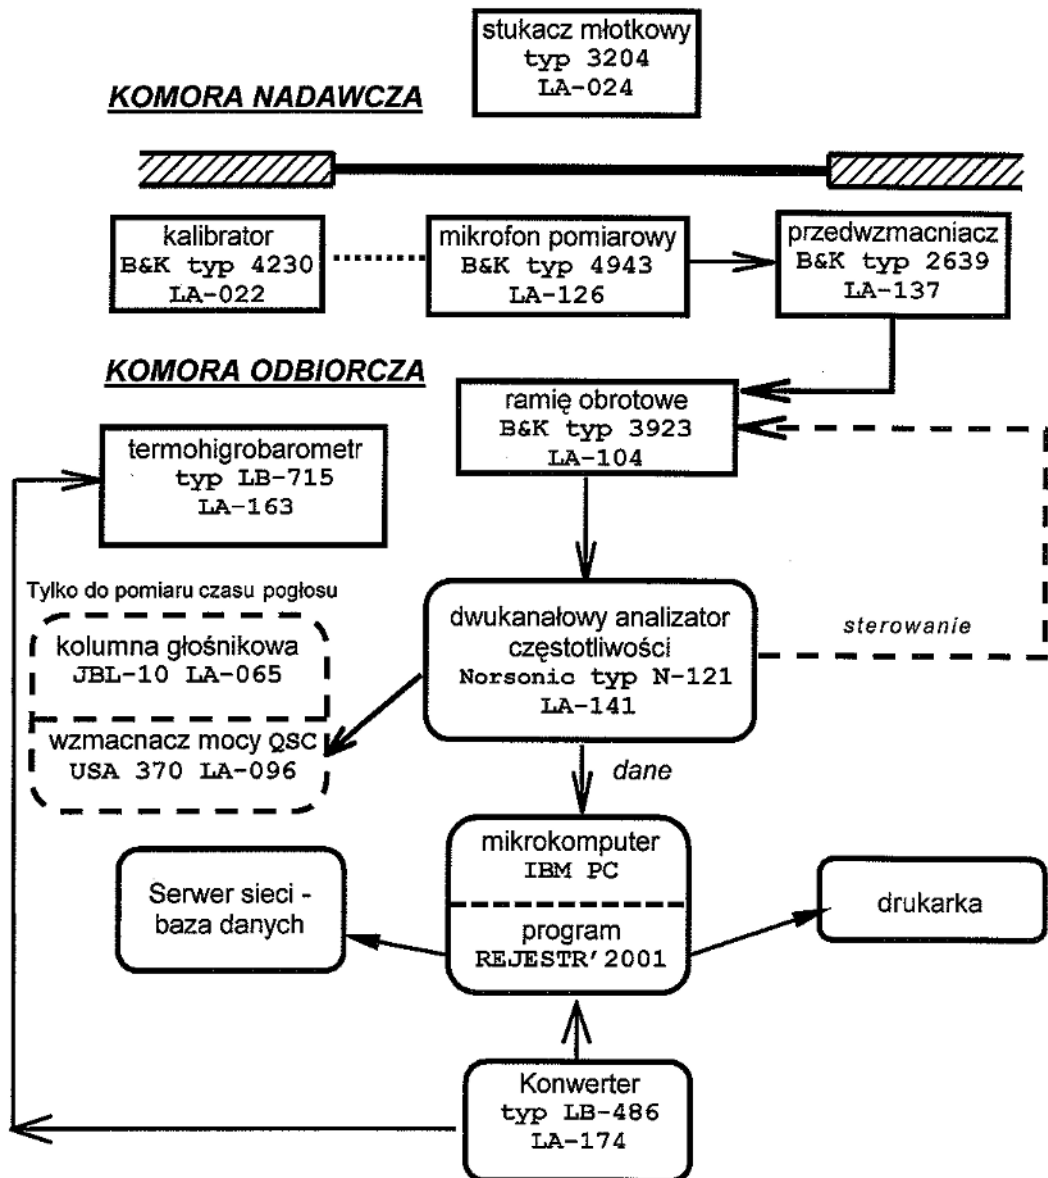 stukacz młotkowy
typ 3204
LA-024
KOMORA NADAWCZA
kalibrator
B&K typ 4230
LA-022
mikrofon pomiarowy
B&K typ 4943
LA-126
przedwzmacniacz
B&K typ 2639
LA-137
KOMORA ODBIORCZA
ramię obrotowe
B&K typ 3923
LA-104
termohigrobarometr
typ LB-715
LA-163
Tylko do pomiaru czasu pogłosu
kolumna głośnikowa
JBL-10 LA-065
wzmacnacz mocy QSC
USA 370 LA-096
dwukanałowy analizator
częstotliwości
Norsonic typ N-121
LA-141
sterowanie
dane
mikrokomputer
IBM PC
program
REJESTR'2001
Serwer sieci -
baza danych
drukarka
Konwerter
typ LB-486
LA-174